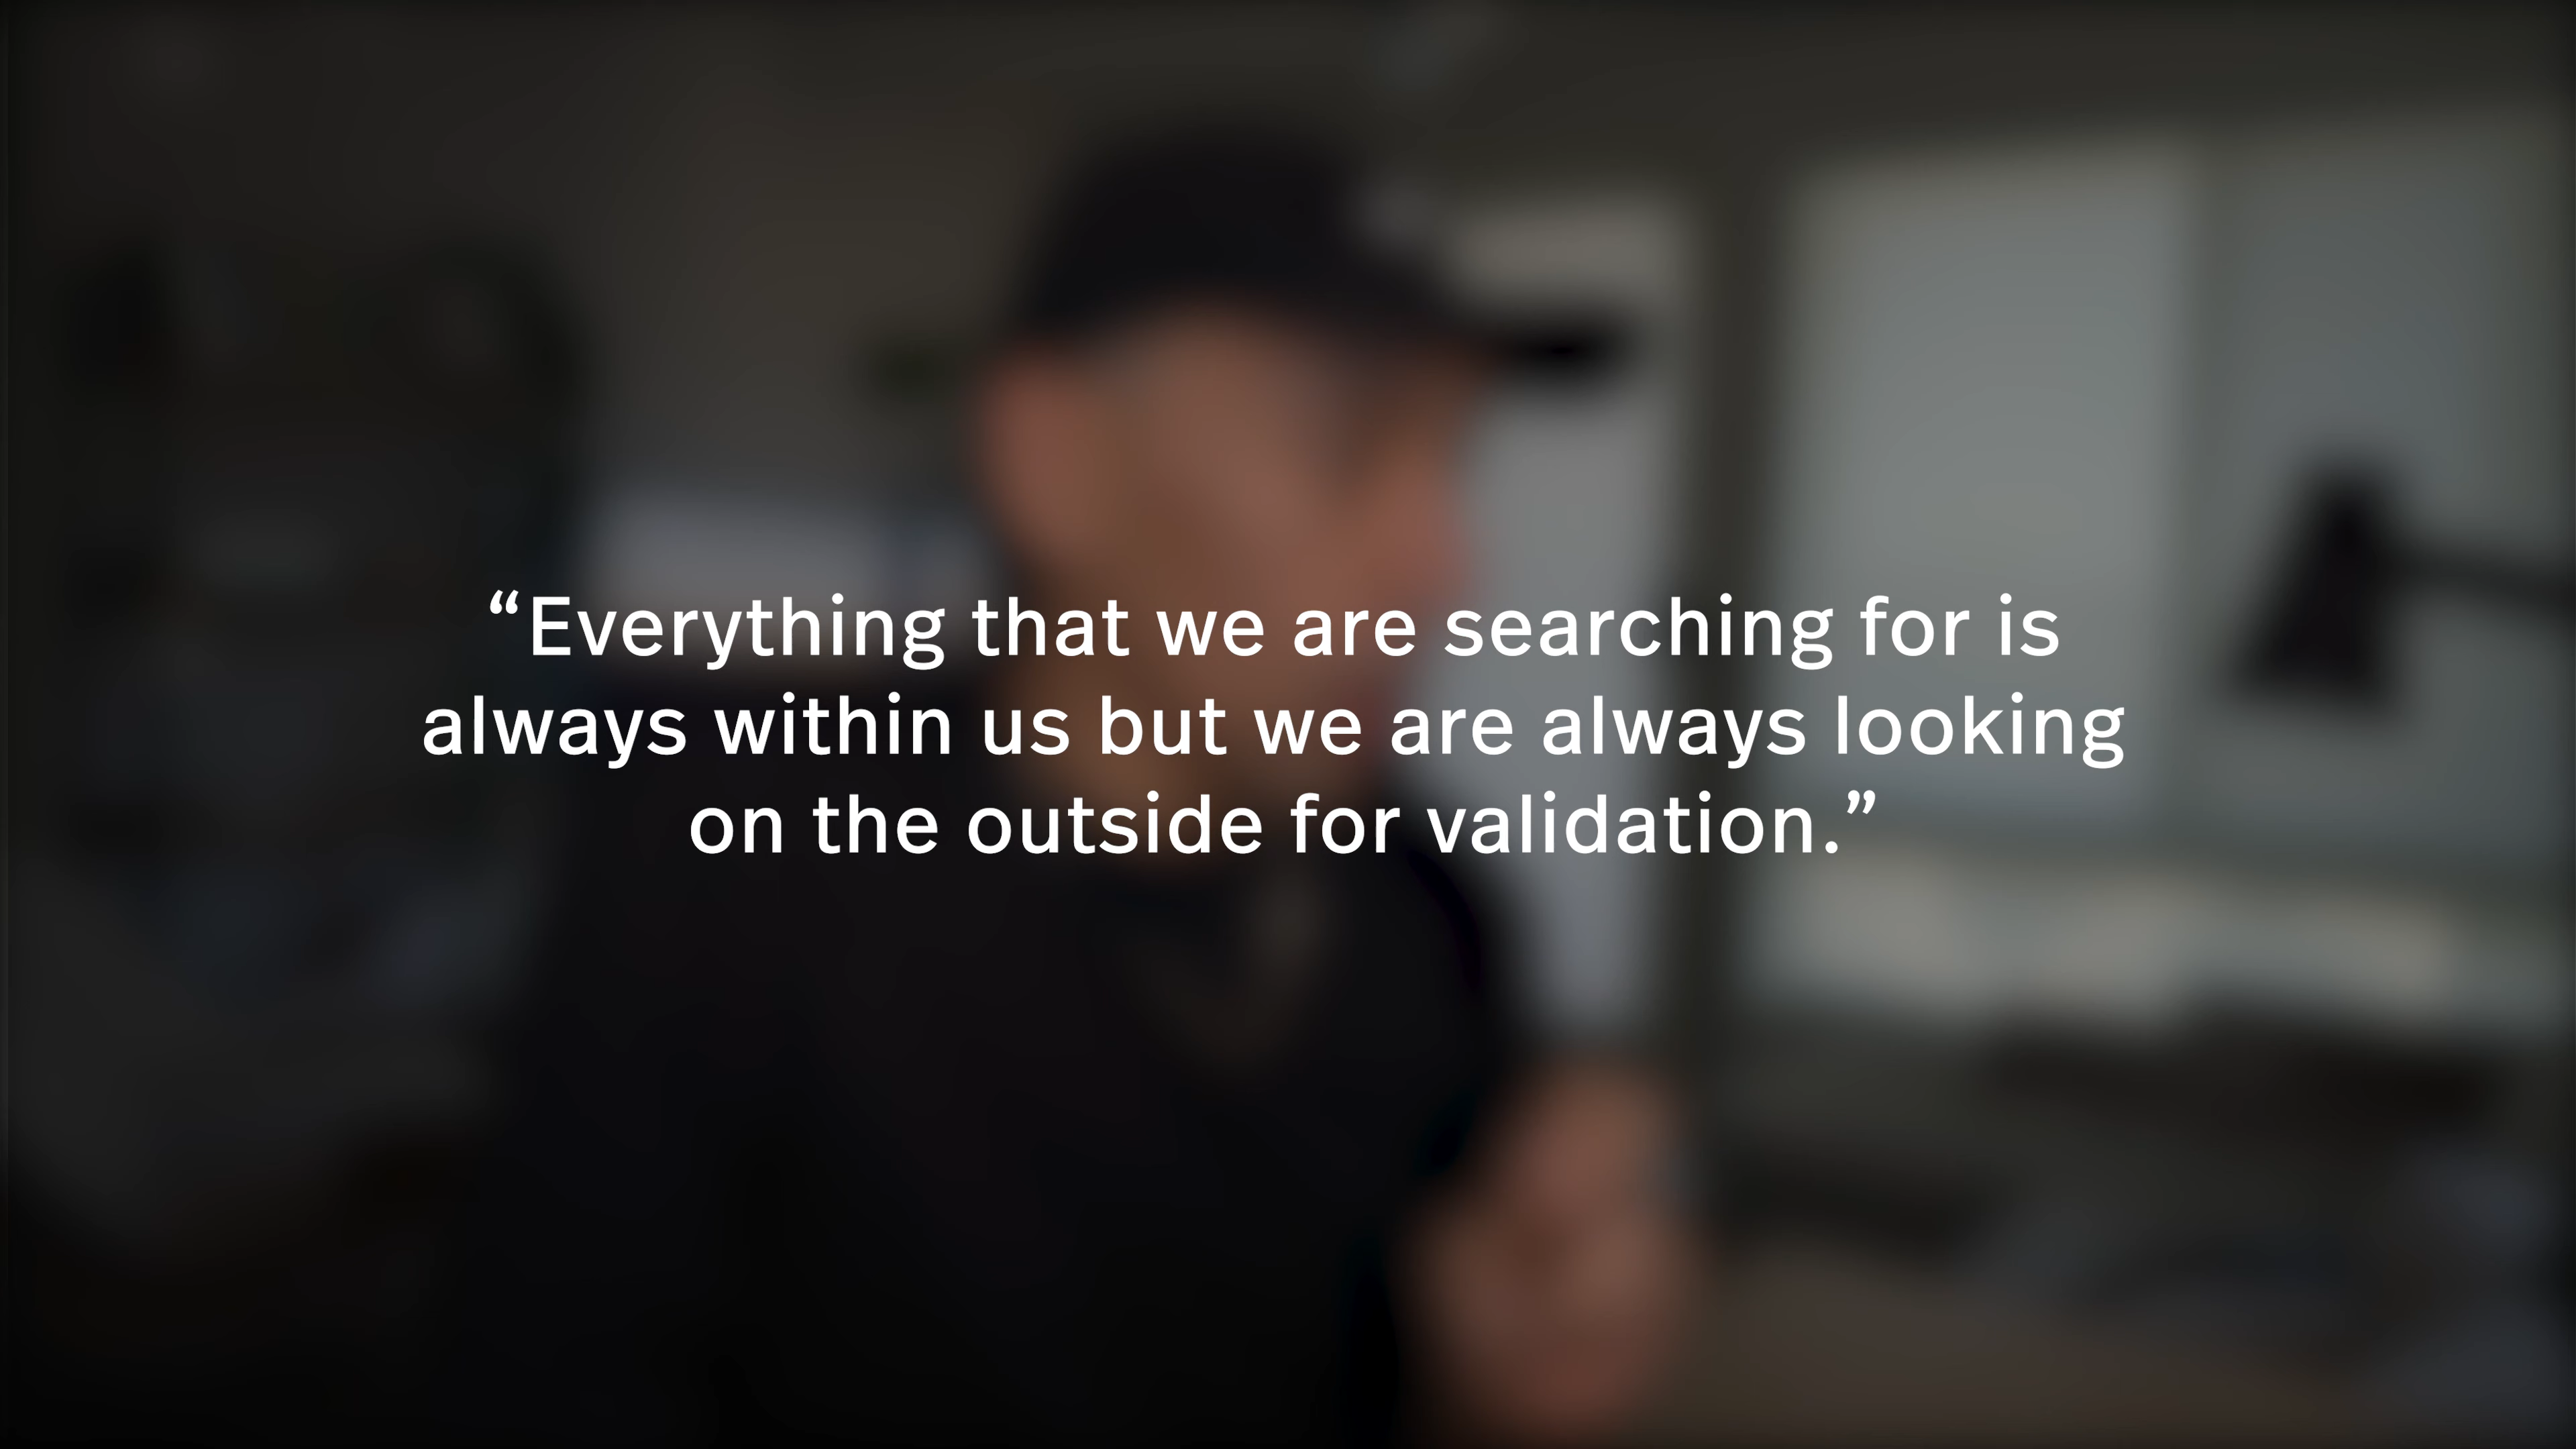 “Everything that we are searching for is
always within us but we are always looking
on the outside for validation.”